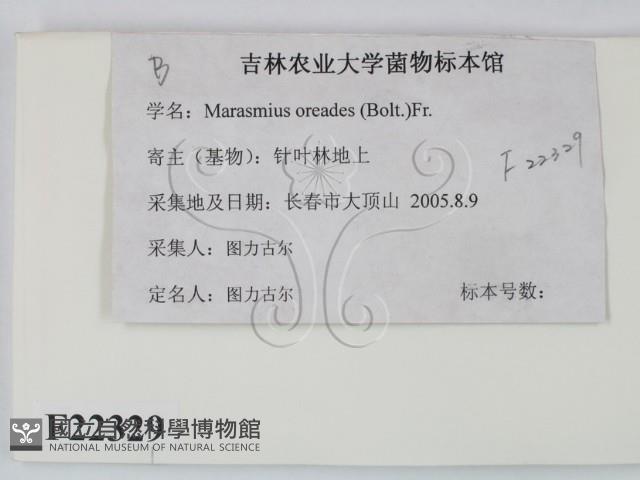 B
吉林农业大学菌物标本馆
学名：Marasmius oreades (Bolt.)Fr.
寄主（基物）：针叶林地上
F 22329
采集地及日期：长春市大顶山 2005.8.9
采集人：图力古尔
定名人：图力古尔 标本号数：
F22329
國立自然科學博物館
NATIONAL MUSEUM OF NATURAL SCIENCE